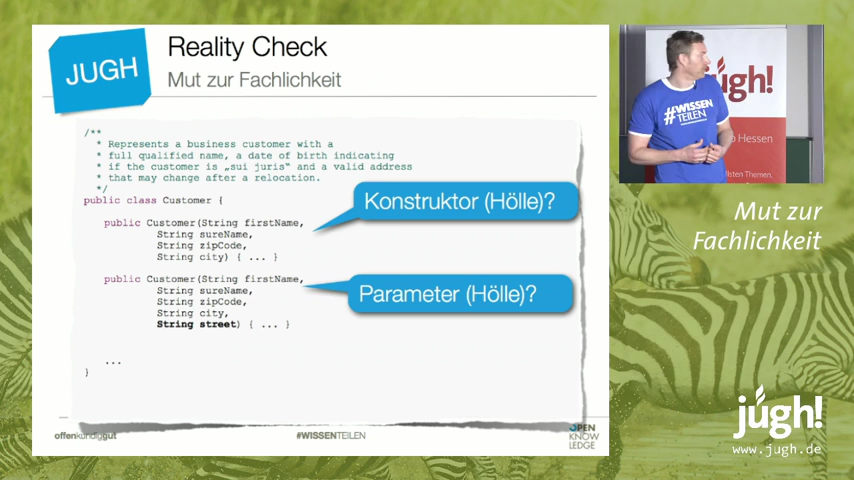 JUGH
Reality Check
Mut zur Fachlichkeit
/**
* Represents a business customer with a
* full qualified name, a date of birth indicating
* if the customer is „sui juris“ and a valid address
* that may change after a relocation.
*/
public class Customer {
public Customer(String firstName,
String sureName,
String zipCode,
String city) { ... }
public Customer(String firstName,
String sureName,
String zipCode,
String city,
String street) { ... }
...
}
Konstruktor (Hölle)?
Parameter (Hölle)?
offenkundiggut
#WISSENTEILEN
OPEN
KNOW
LEDGE
#WISSEN
TEILEN
jugh!
Hessen
Themen,
Mut zur
Fachlichkeit
jugh!
www.jugh.de